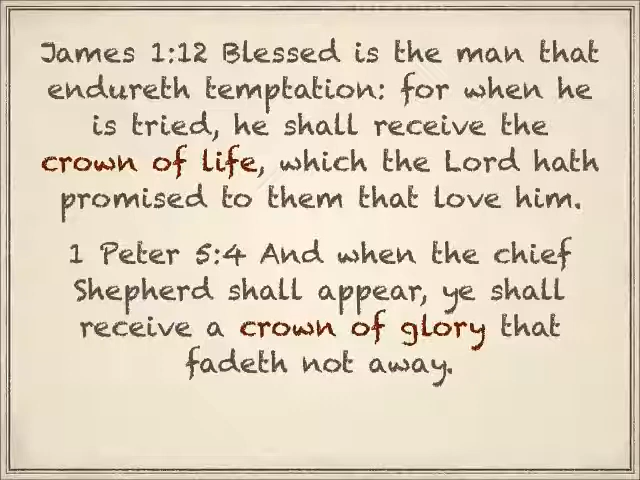 James 1:12 Blessed is the man that
endureth temptation: for when he
is tried, he shall receive the
crown of life, which the Lord hath
promised to them that love him.
1 Peter 5:4 And when the chief
Shepherd shall appear, ye shall
receive a crown of glory that
fadeth not away.